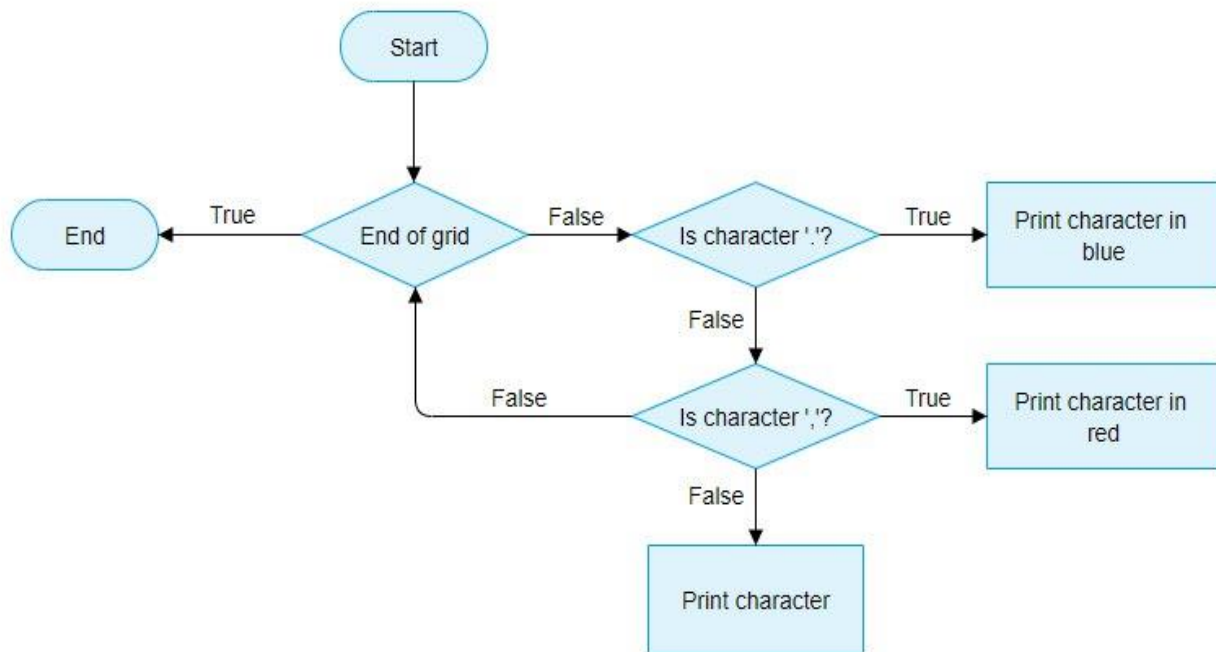 Start
End
True
End of grid
False
Is character '.'?
True
Print character in
blue
False
False
Is character ','?
True
Print character in
red
False
Print character